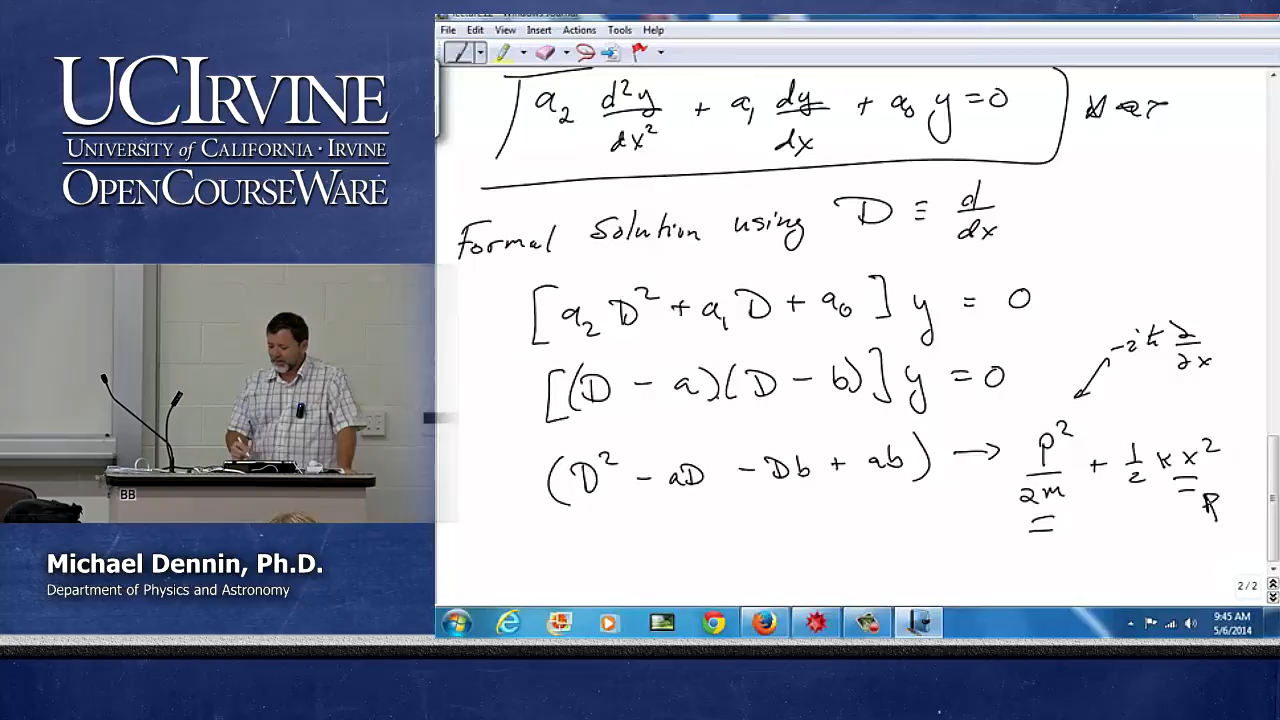 UCIRVINE
UNIVERSITY of CALIFORNIA · IRVINE
OPENCOURSEWARE
BB
Michael Dennin, Ph.D.
Department of Physics and Astronomy
File Edit View Insert Actions Tools Help
a₂ d²y/dx² + a₁ dy/dx + a₀ y = 0
Formal Solution using D ≡ d/dx
[a₂ D² + a₁ D + a₀] y = 0
-iħ ∂/∂x
[(D - a)(D - b)] y = 0
(D² - aD - Db + ab) → p²/2m + 1/2 k x²
2/2
9:45 AM
5/6/2014